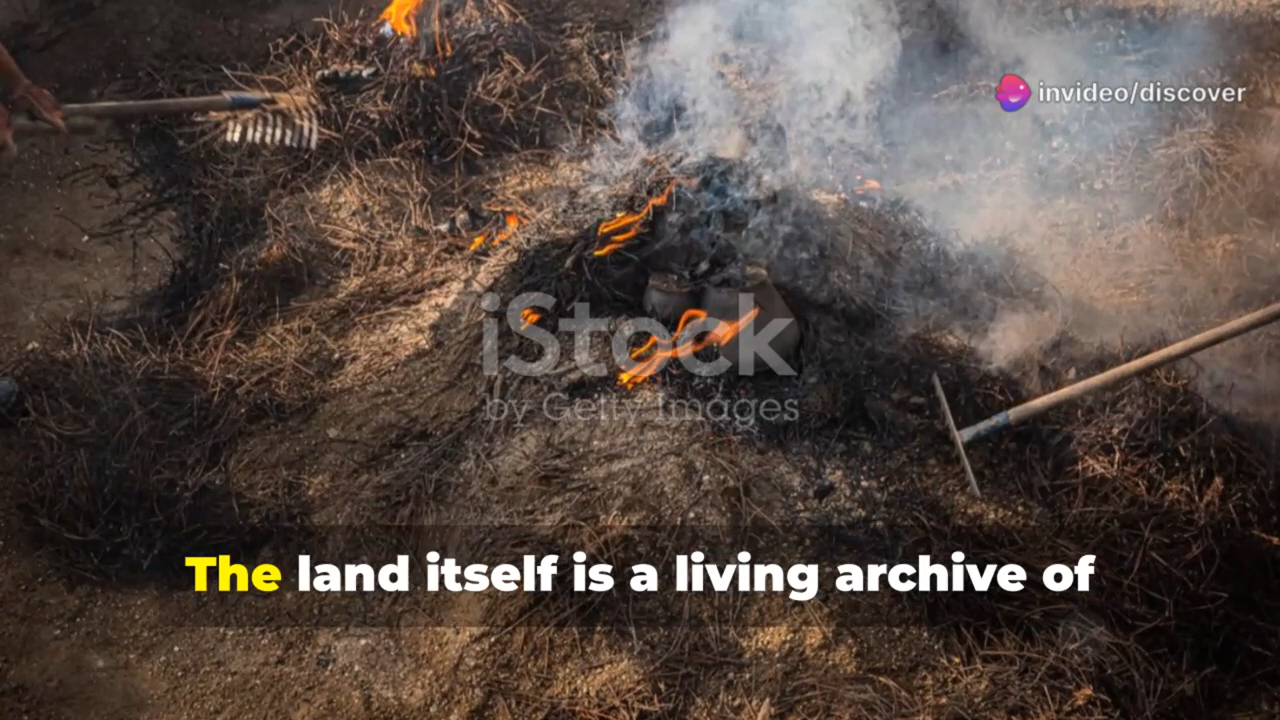 invideo/discover
iStock
by Getty Images
The land itself is a living archive of